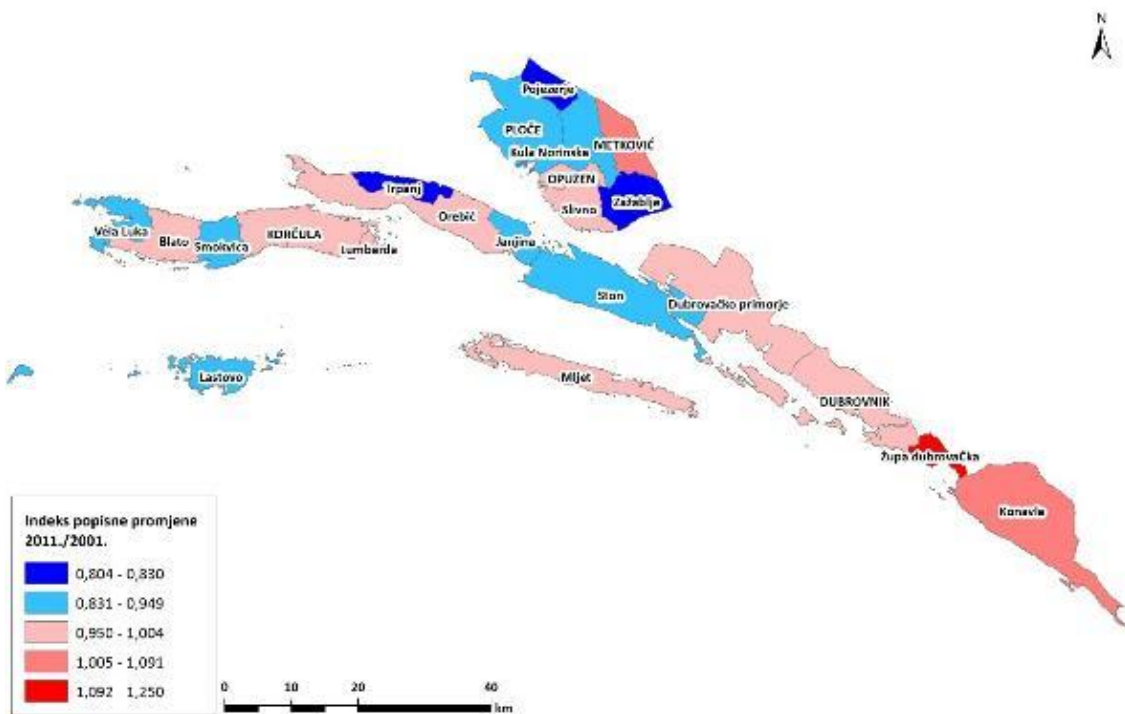 N
Pojezerje
PLOČE
METKOVIĆ
Kula Norinska
OPUZEN
Trpanj
Zažablje
Slivno
Orebić
Vela Luka
Blato
Smokvica
KORČULA
Lumbarda
Janjina
Ston
Dubrovačko primorje
Lastovo
Mljet
DUBROVNIK
Župa dubrovačka
Konavle
Indeks popisne promjene
2011./2001.
0,804 - 0,830
0,831 - 0,949
0,950 - 1,004
1,005 - 1,091
1,092 - 1,250
0 10 20 40
km